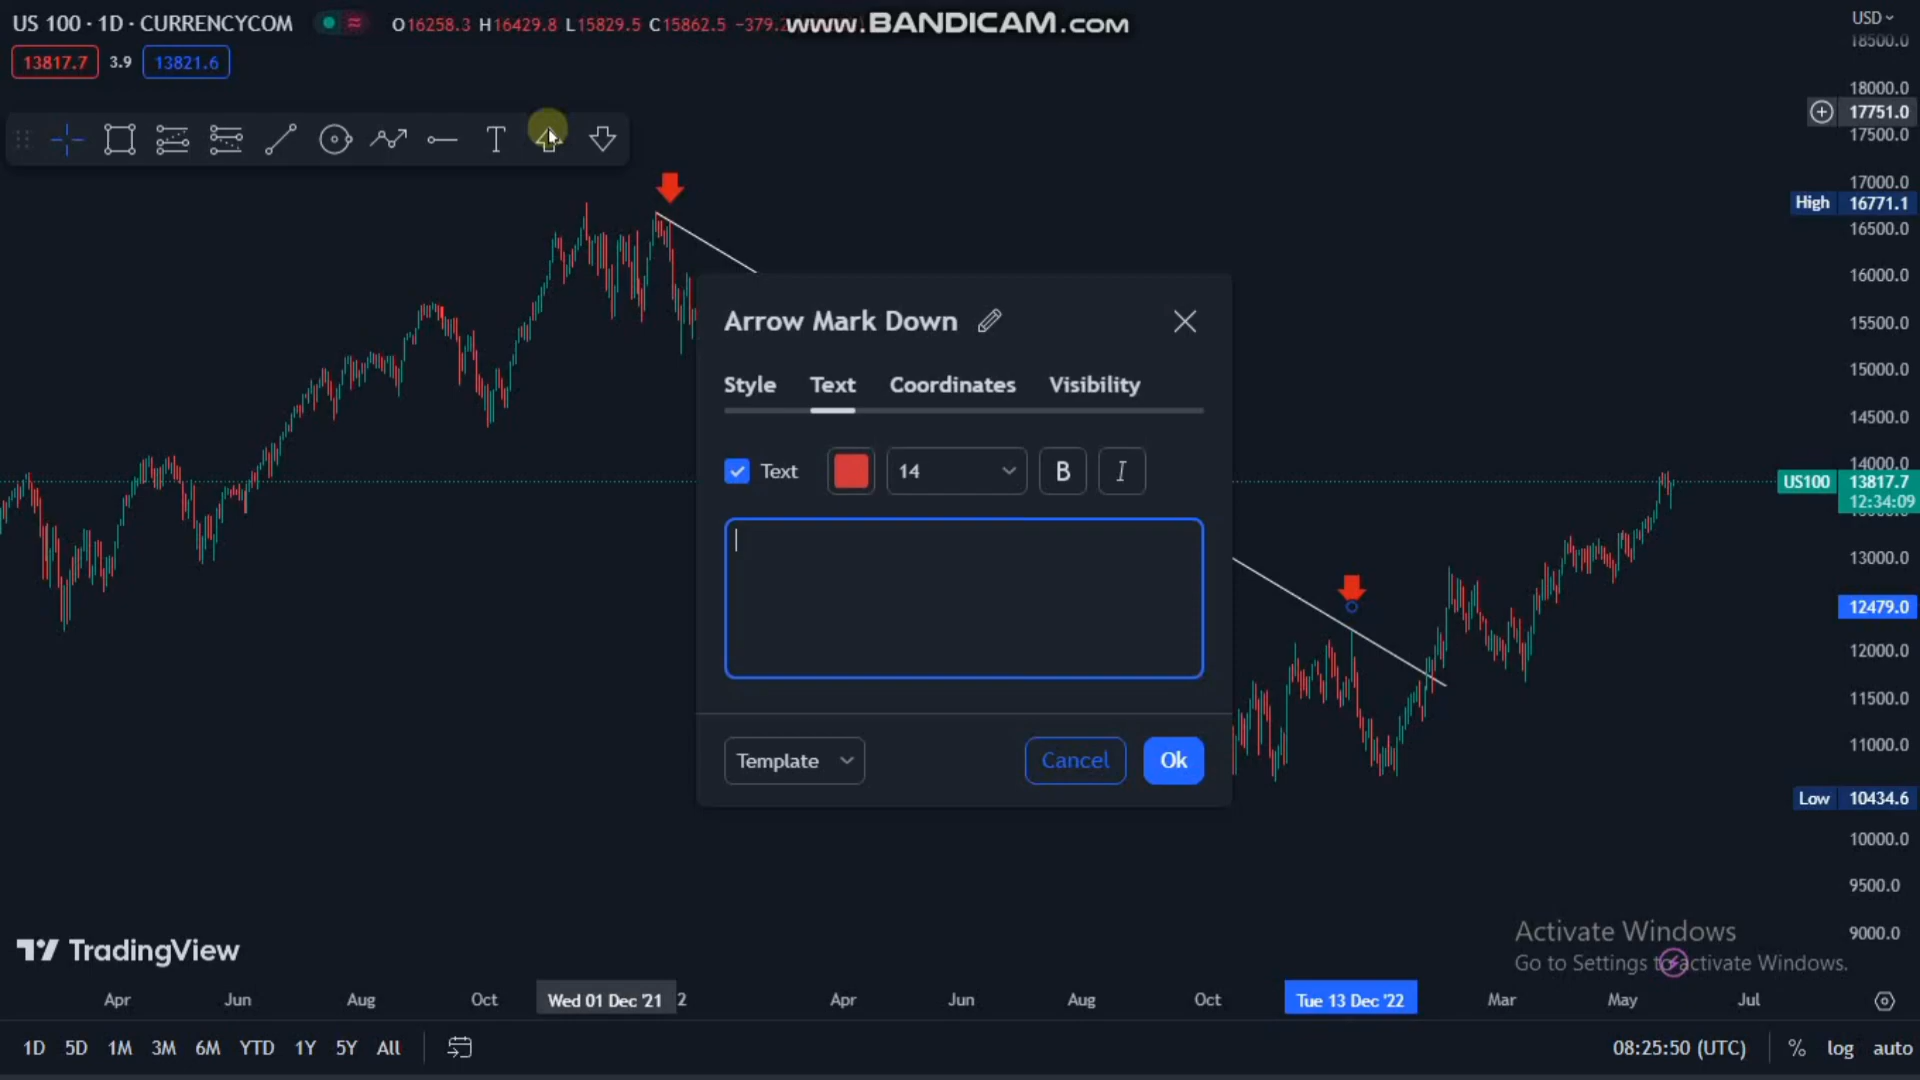 US 100 · 1D · CURRENCYCOM
O16258.3 H16429.8 L15829.5 C15862.5 -379.2
www.BANDICAM.com
USD
18500.0
13817.7 3.9 13821.6
18000.0
17751.0
17500.0
17000.0
High 16771.1
16500.0
16000.0
15500.0
15000.0
14500.0
14000.0
US100 13817.7
12:34:09
13000.0
12479.0
12000.0
11500.0
11000.0
Low 10434.6
10000.0
9500.0
9000.0
Arrow Mark Down
Style Text Coordinates Visibility
Text 14 B I
Template Cancel Ok
TradingView
Activate Windows
Go to Settings to activate Windows.
Apr Jun Aug Oct Wed 01 Dec '21 2 Apr Jun Aug Oct Tue 13 Dec '22 Mar May Jul
1D 5D 1M 3M 6M YTD 1Y 5Y All
08:25:50 (UTC) % log auto